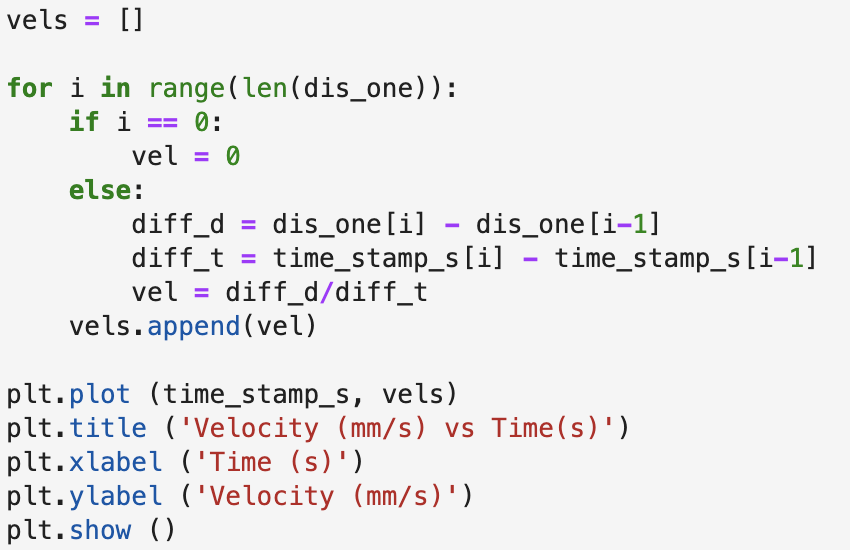 vels = []
for i in range(len(dis_one)):
    if i == 0:
        vel = 0
    else:
        diff_d = dis_one[i] - dis_one[i-1]
        diff_t = time_stamp_s[i] - time_stamp_s[i-1]
        vel = diff_d/diff_t
    vels.append(vel)
plt.plot (time_stamp_s, vels)
plt.title ('Velocity (mm/s) vs Time(s)')
plt.xlabel ('Time (s)')
plt.ylabel ('Velocity (mm/s)')
plt.show ()